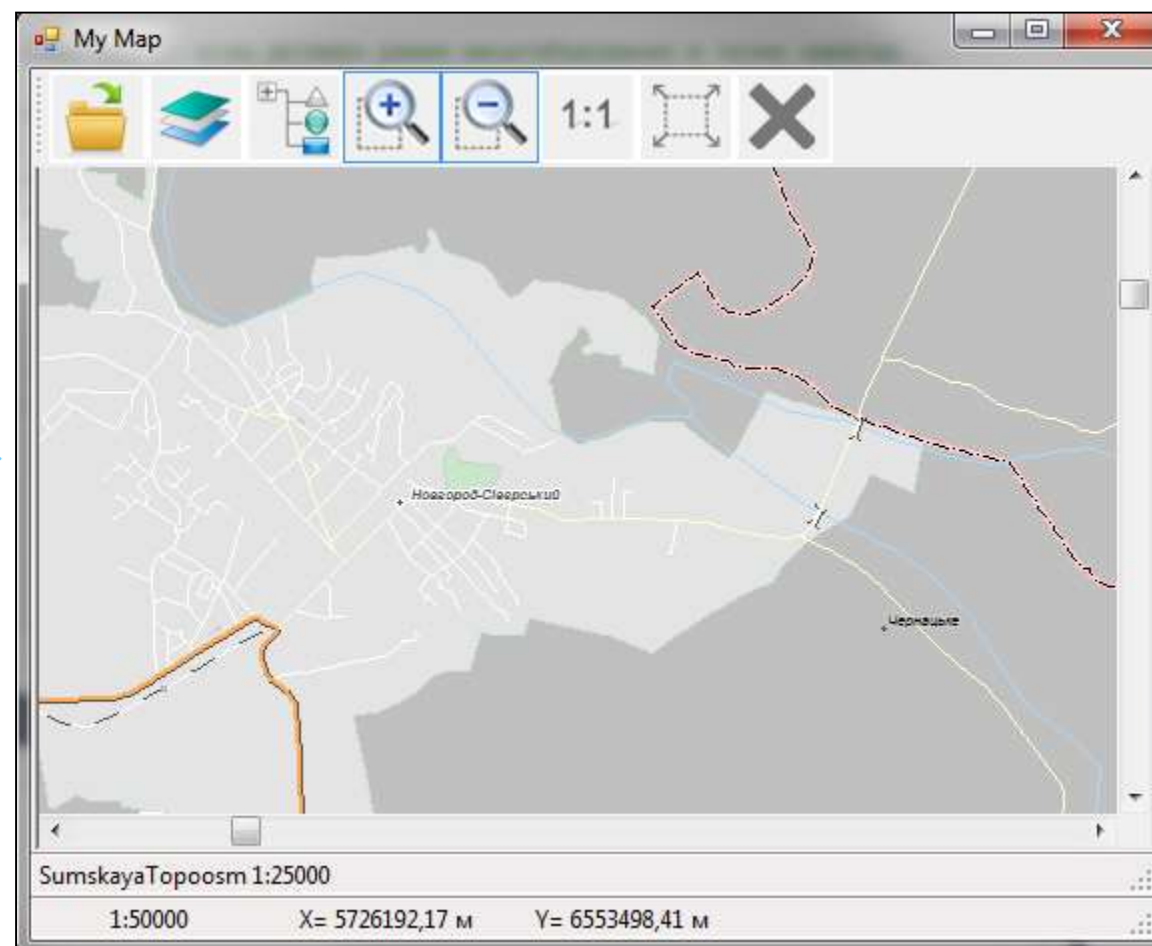 My Map
1:1
Новгород-Сіверський
Чернацьке
SumskayaTopoosm 1:25000
1:50000 X= 5726192,17 м Y= 6553498,41 м